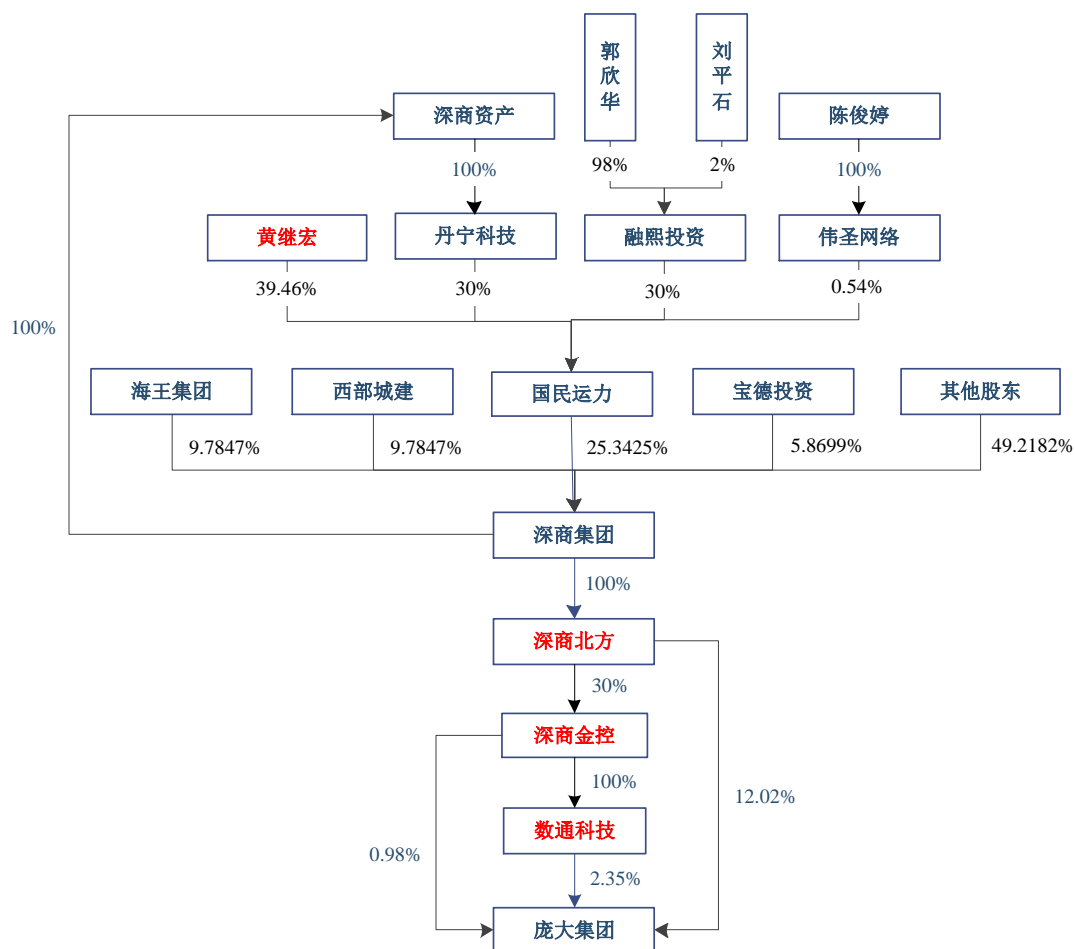 郭欣华
刘平石
深商资产
陈俊婷
98%
2%
100%
100%
黄继宏
丹宁科技
融熙投资
伟圣网络
39.46%
30%
30%
0.54%
100%
海王集团
西部城建
国民运力
宝德投资
其他股东
9.7847%
9.7847%
25.3425%
5.8699%
49.2182%
深商集团
100%
深商北方
30%
深商金控
100%
12.02%
数通科技
0.98%
2.35%
庞大集团